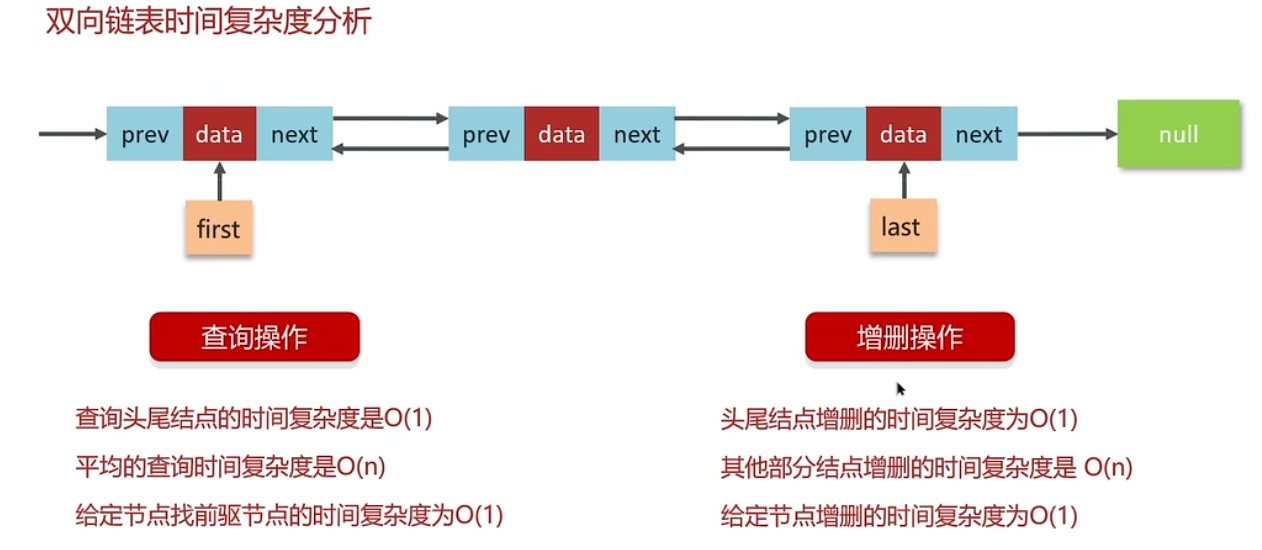 双向链表时间复杂度分析
prev data next prev data next prev data next null
first last
查询操作
查询头尾结点的时间复杂度是O(1)
平均的查询时间复杂度是O(n)
给定节点找前驱节点的时间复杂度为O(1)
增删操作
头尾结点增删的时间复杂度为O(1)
其他部分结点增删的时间复杂度是 O(n)
给定节点增删的时间复杂度为O(1)